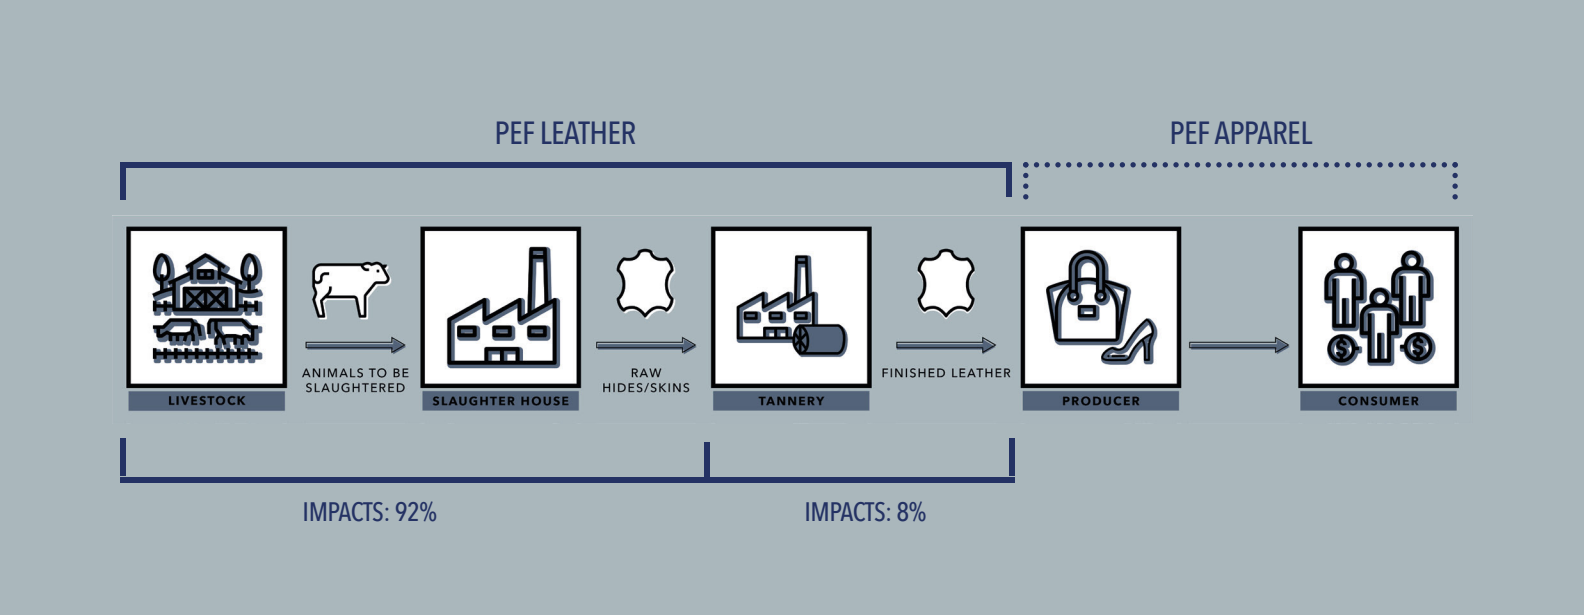 PEF LEATHER
PEF APPAREL
ANIMALS TO BE
SLAUGHTERED
RAW
HIDES/SKINS
FINISHED LEATHER
LIVESTOCK
SLAUGHTER HOUSE
TANNERY
PRODUCER
CONSUMER
IMPACTS: 92%
IMPACTS: 8%